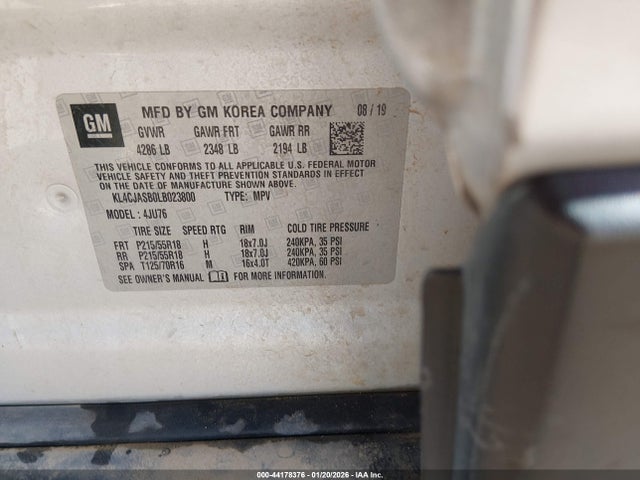 GM
MFD BY GM KOREA COMPANY 08 / 19
GVWR GAWR FRT GAWR RR
4286 LB 2348 LB 2194 LB
THIS VEHICLE CONFORMS TO ALL APPLICABLE U.S. FEDERAL MOTOR
VEHICLE SAFETY AND THEFT PREVENTION STANDARDS IN EFFECT
ON THE DATE OF MANUFACTURE SHOWN ABOVE.
KL4CJASB0LB023800 TYPE: MPV
MODEL : 4JU76
TIRE SIZE SPEED RTG RIM COLD TIRE PRESSURE
FRT P215/55R18 H 18x7.0J 240KPA, 35 PSI
RR P215/55R18 H 18x7.0J 240KPA, 35 PSI
SPA T125/70R16 M 16x4.0T 420KPA, 60 PSI
SEE OWNER'S MANUAL FOR MORE INFORMATION.
000-44178376 - 01/20/2026 - IAA Inc.